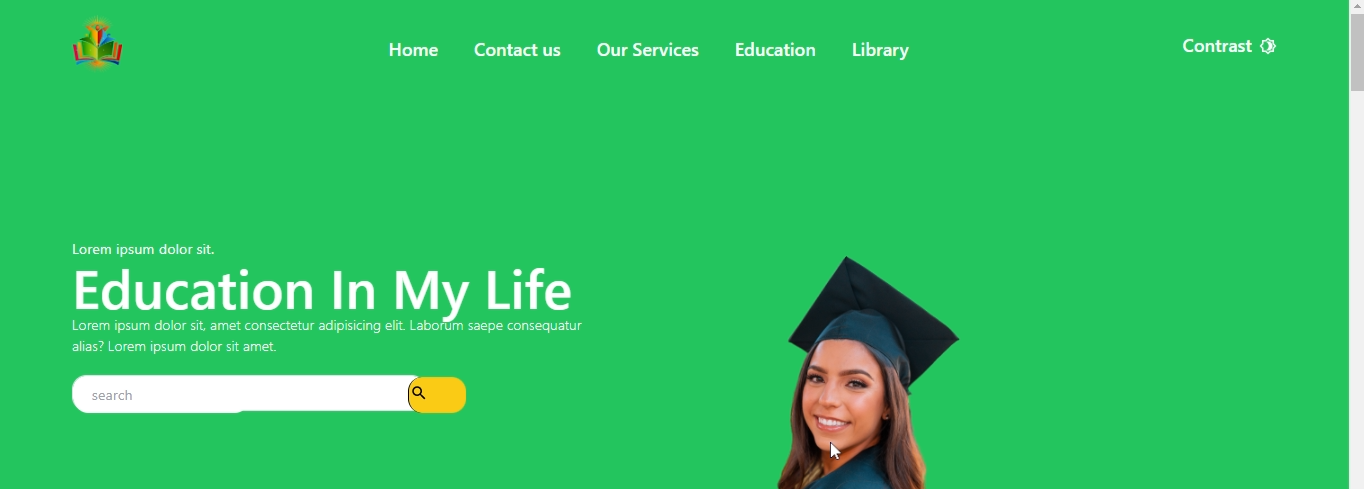 Home Contact us Our Services Education Library Contrast
Lorem ipsum dolor sit.
Education In My Life
Lorem ipsum dolor sit, amet consectetur adipisicing elit. Laborum saepe consequatur
alias? Lorem ipsum dolor sit amet.
search